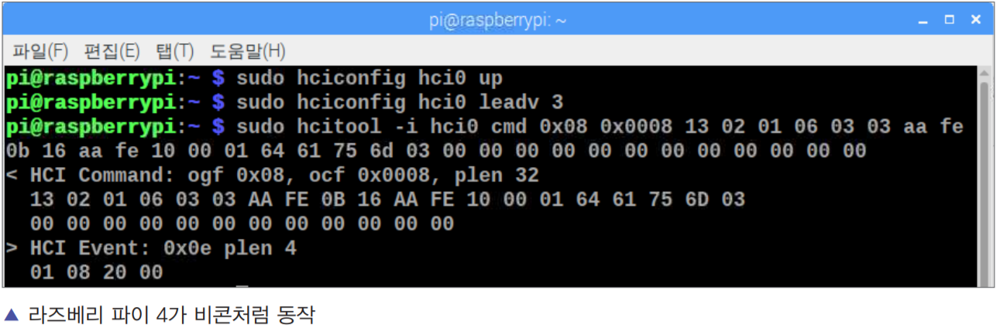 pi@raspberrypi: ~
파일(F) 편집(E) 탭(T) 도움말(H)
pi@raspberrypi:~ $ sudo hciconfig hci0 up
pi@raspberrypi:~ $ sudo hciconfig hci0 leadv 3
pi@raspberrypi:~ $ sudo hcitool -i hci0 cmd 0x08 0x0008 13 02 01 06 03 03 aa fe
0b 16 aa fe 10 00 01 64 61 75 6d 03 00 00 00 00 00 00 00 00 00 00 00 00
< HCI Command: ogf 0x08, ocf 0x0008, plen 32
13 02 01 06 03 03 AA FE 0B 16 AA FE 10 00 01 64 61 75 6D 03
00 00 00 00 00 00 00 00 00 00 00 00
> HCI Event: 0x0e plen 4
01 08 20 00
▲ 라즈베리 파이 4가 비콘처럼 동작